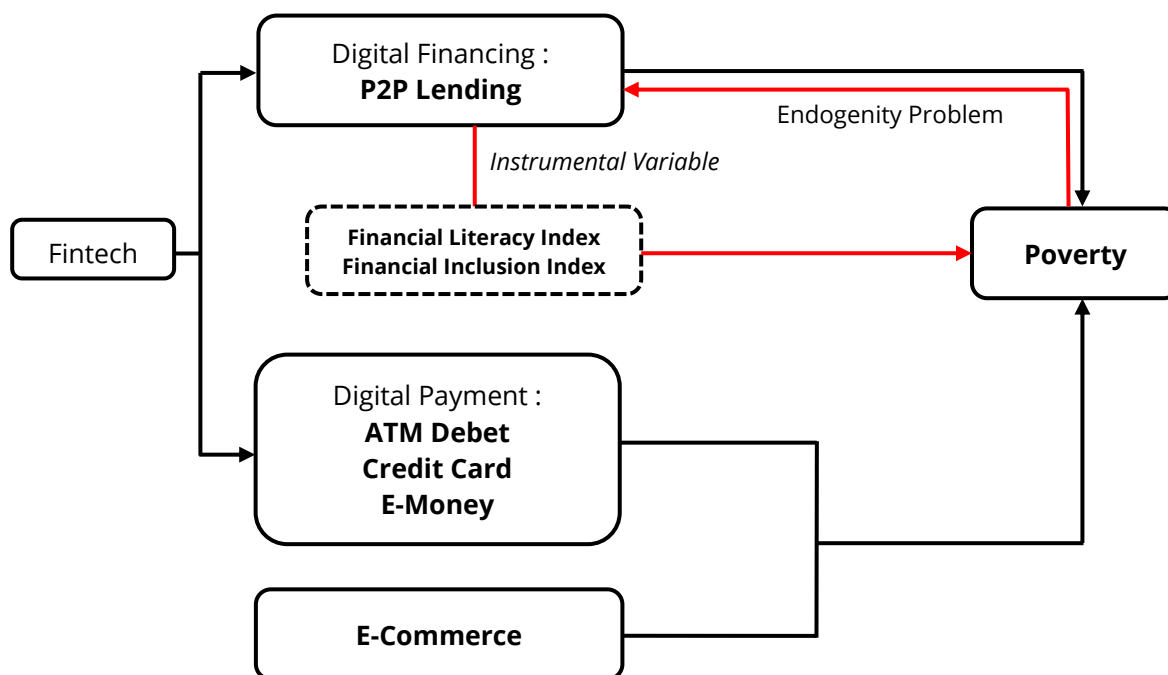 Digital Financing :
P2P Lending
Endogenity Problem
Instrumental Variable
Financial Literacy Index
Financial Inclusion Index
Fintech
Poverty
Digital Payment :
ATM Debet
Credit Card
E-Money
E-Commerce